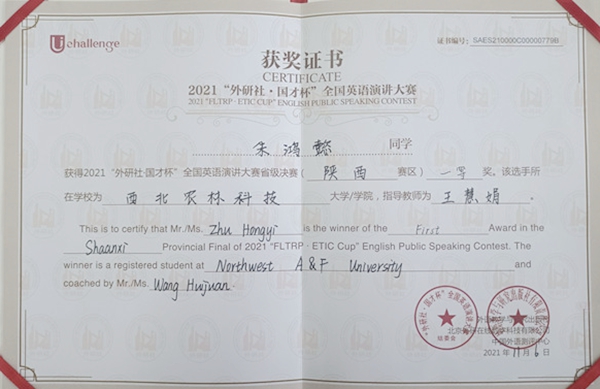 Uchallenge
证书编号：SAES210000C00000779B
获奖证书
CERTIFICATE
2021 “外研社·国才杯” 全国英语演讲大赛
2021 "FLTRP · ETIC CUP" ENGLISH PUBLIC SPEAKING CONTEST
朱鸿懿 同学
获得2021 “外研社·国才杯” 全国英语演讲大赛省级决赛（ 陕西 赛区） 一等 奖。该选手所
在学校为 西北农林科技 大学/学院，指导教师为 王慧娟 .
This is to certify that Mr./Ms. Zhu Hongyi is the winner of the First Award in the
Shaanxi Provincial Final of 2021 "FLTRP · ETIC Cup" English Public Speaking Contest. The
winner is a registered student at Northwest A&F University and
coached by Mr./Ms. Wang Huijuan.
2021年11月6日